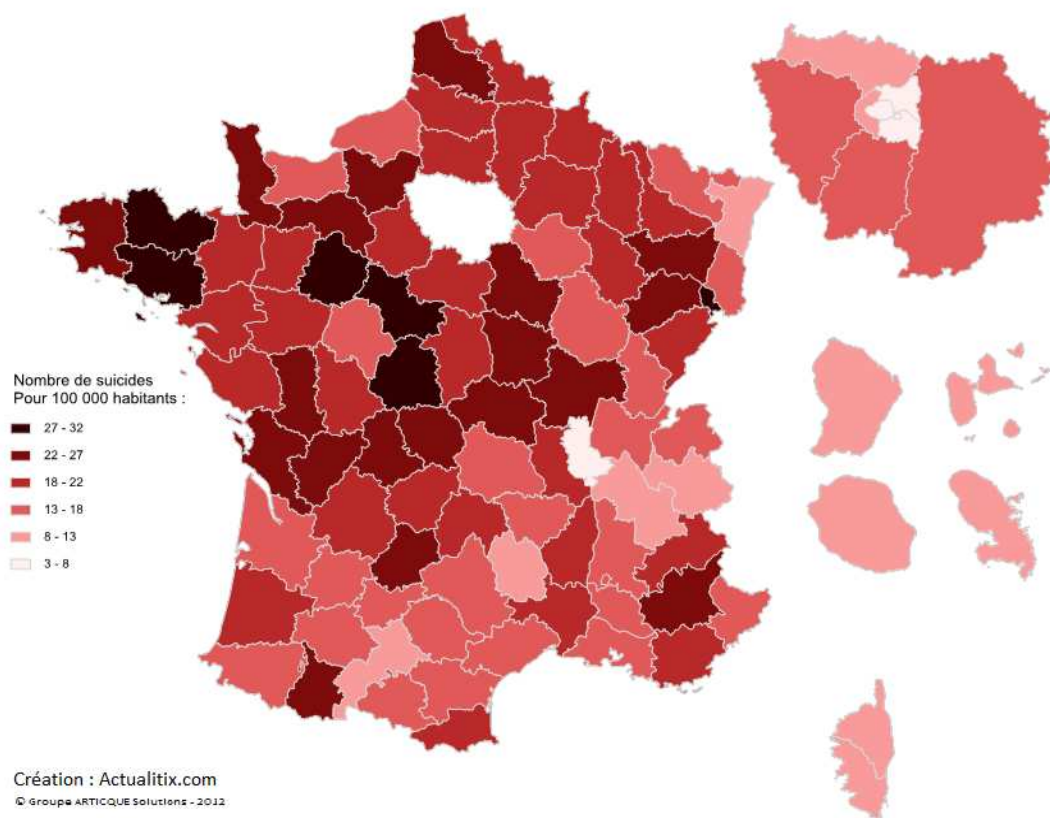 Nombre de suicides
Pour 100 000 habitants :
27 - 32
22 - 27
18 - 22
13 - 18
8 - 13
3 - 8
Création : Actualitix.com
© Groupe ARTICQUE Solutions - 2012